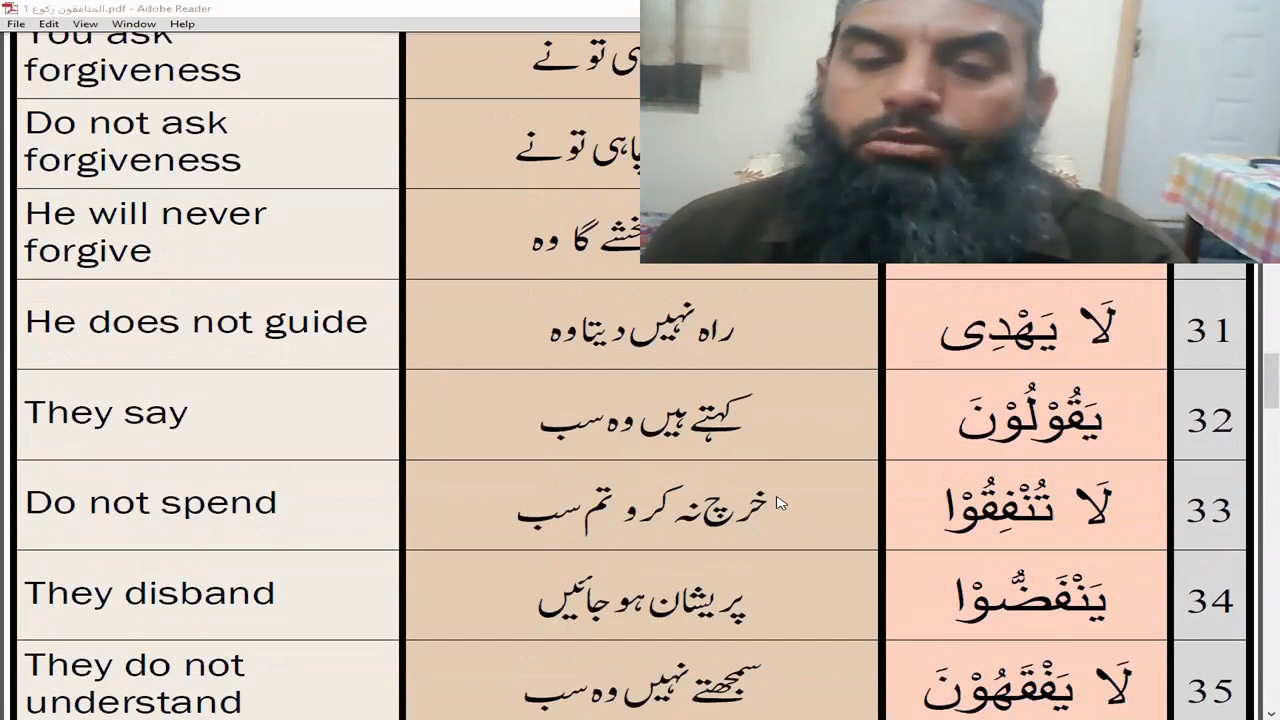 المنافقون رکوع 1.pdf - Adobe Reader
File Edit View Window Help
You ask
forgiveness
تو نے
Do not ask
forgiveness
تو نے
He will never
forgive
گا وہ
He does not guide
راہ نہیں دیتا وہ
لَا يَهْدِى
31
They say
کہتے ہیں وہ سب
يَقُوْلُوْنَ
32
Do not spend
خرچ نہ کرو تم سب
لَا تُنْفِقُوْا
33
They disband
پریشان ہو جائیں
يَنْفَضُّوْا
34
They do not
understand
سمجھتے نہیں وہ سب
لَا يَفْقَهُوْنَ
35